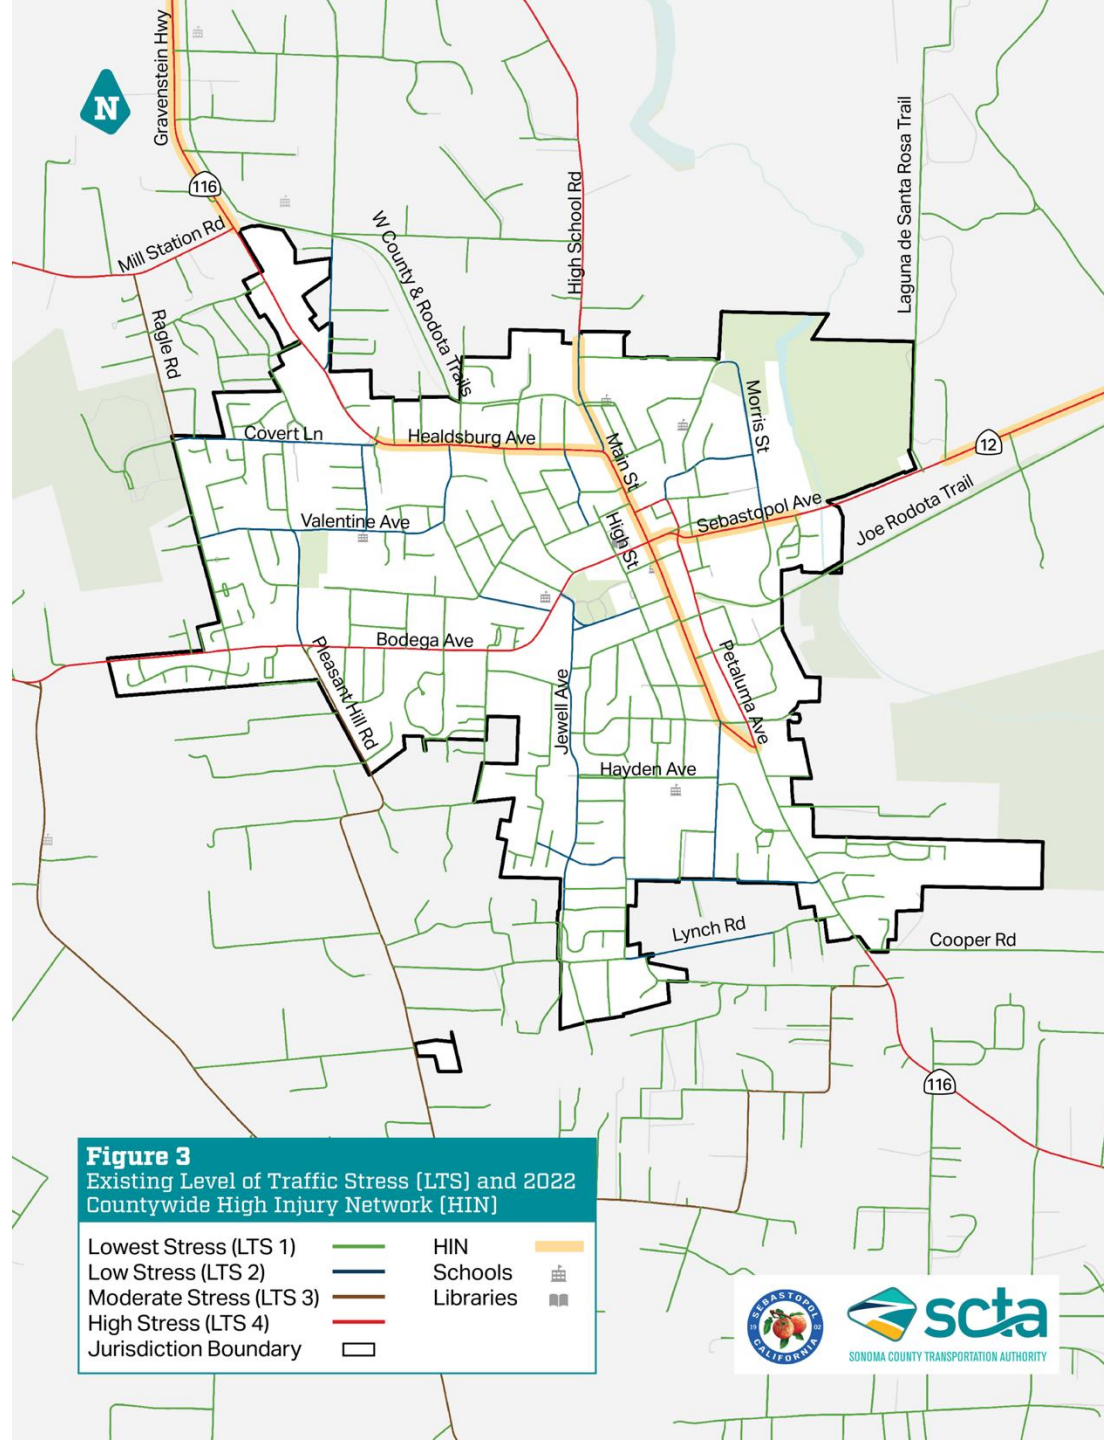 Gravenstein Hwy
N
116
Mill Station Rd
W County & Rodota Trails
High School Rd
Laguna de Santa Rosa Trail
Ragle Rd
Covert Ln
Healdsburg Ave
Main St
Morris St
12
Valentine Ave
High St
Sebastopol Ave
Joe Rodota Trail
Bodega Ave
Pleasant Hill Rd
Jewell Ave
Petaluma Ave
Hayden Ave
Lynch Rd
Cooper Rd
116
Figure 3
Existing Level of Traffic Stress (LTS) and 2022
Countywide High Injury Network (HIN)
Lowest Stress (LTS 1)
Low Stress (LTS 2)
Moderate Stress (LTS 3)
High Stress (LTS 4)
Jurisdiction Boundary
HIN
Schools
Libraries
SEBASTOPOL
19 02
CALIFORNIA
scta
SONOMA COUNTY TRANSPORTATION AUTHORITY